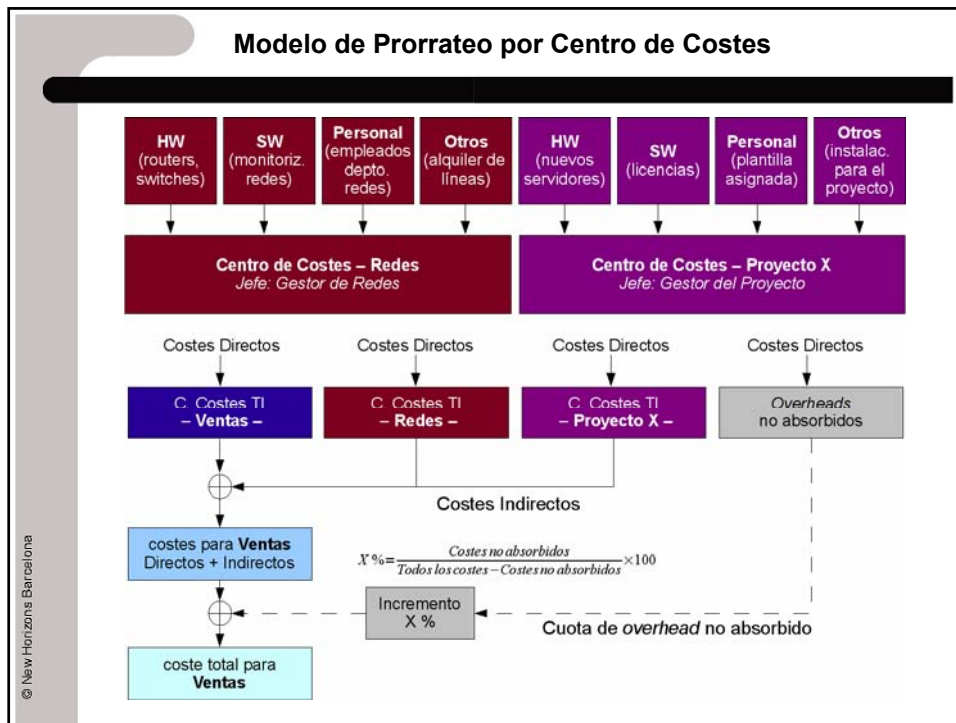 Modelo de Prorrateo por Centro de Costes
HW
(routers,
switches)
SW
(monitoriz.
redes)
Personal
(empleados
depto.
redes)
Otros
(alquiler de
líneas)
HW
(nuevos
servidores)
SW
(licencias)
Personal
(plantilla
asignada)
Otros
(instalac.
para el
proyecto)
Centro de Costes – Redes
Jefe: Gestor de Redes
Centro de Costes – Proyecto X
Jefe: Gestor del Proyecto
Costes Directos
Costes Directos
Costes Directos
Costes Directos
C. Costes TI
– Ventas –
C. Costes TI
– Redes –
C. Costes TI
– Proyecto X –
Overheads
no absorbidos
Costes Indirectos
costes para Ventas
Directos + Indirectos
X %= Costes no absorbidos / Todos los costes – Costes no absorbidos ×100
Incremento
X %
Cuota de overhead no absorbido
coste total para
Ventas
© New Horizons Barcelona